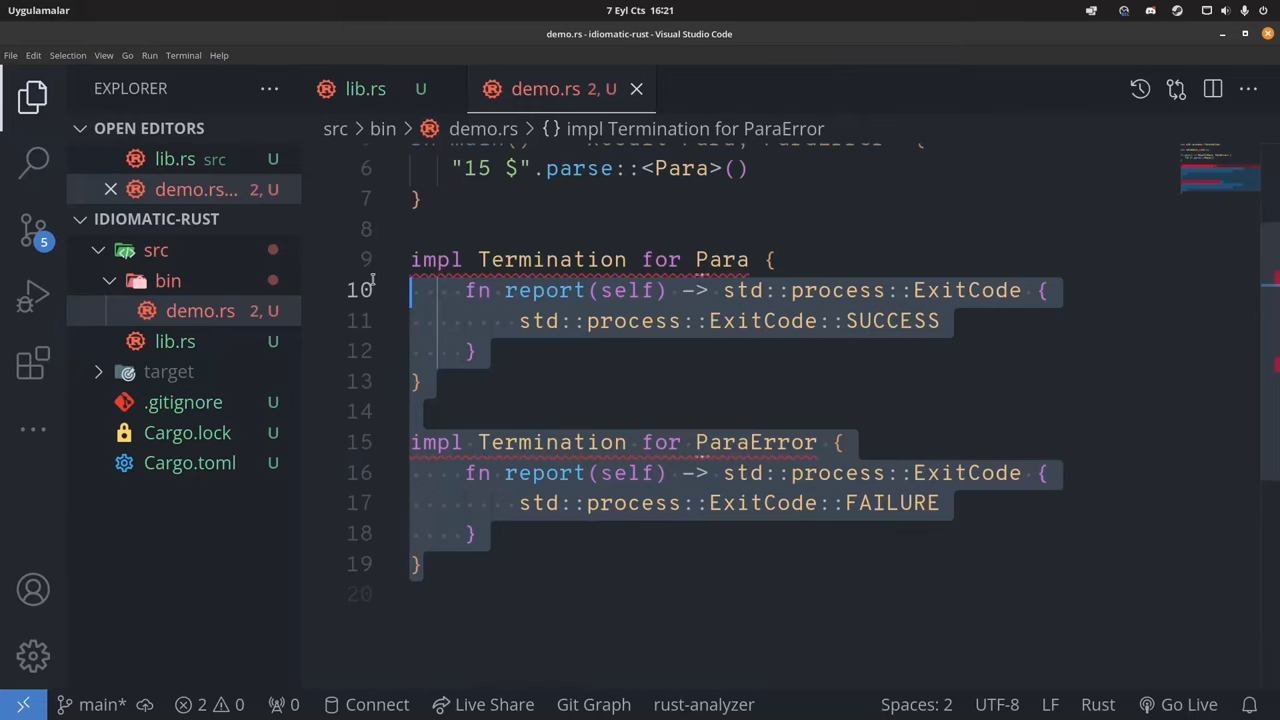 Uygulamalar
7 Eyl Cts 16:21
demo.rs - idiomatic-rust - Visual Studio Code
File Edit Selection View Go Run Terminal Help
EXPLORER
OPEN EDITORS
lib.rs src U
demo.rs... 2, U
IDIOMATIC-RUST
src
bin
demo.rs 2, U
lib.rs U
target
.gitignore U
Cargo.lock U
Cargo.toml U
lib.rs U
demo.rs 2, U
src > bin > demo.rs > {} impl Termination for ParaError
6 "15 $".parse::<Para>()
7 }
8
9 impl Termination for Para {
10 fn report(self) -> std::process::ExitCode {
11 std::process::ExitCode::SUCCESS
12 }
13 }
14
15 impl Termination for ParaError {
16 fn report(self) -> std::process::ExitCode {
17 std::process::ExitCode::FAILURE
18 }
19 }
20
5
main* 2 0 0 Connect Live Share Git Graph rust-analyzer Spaces: 2 UTF-8 LF Rust Go Live